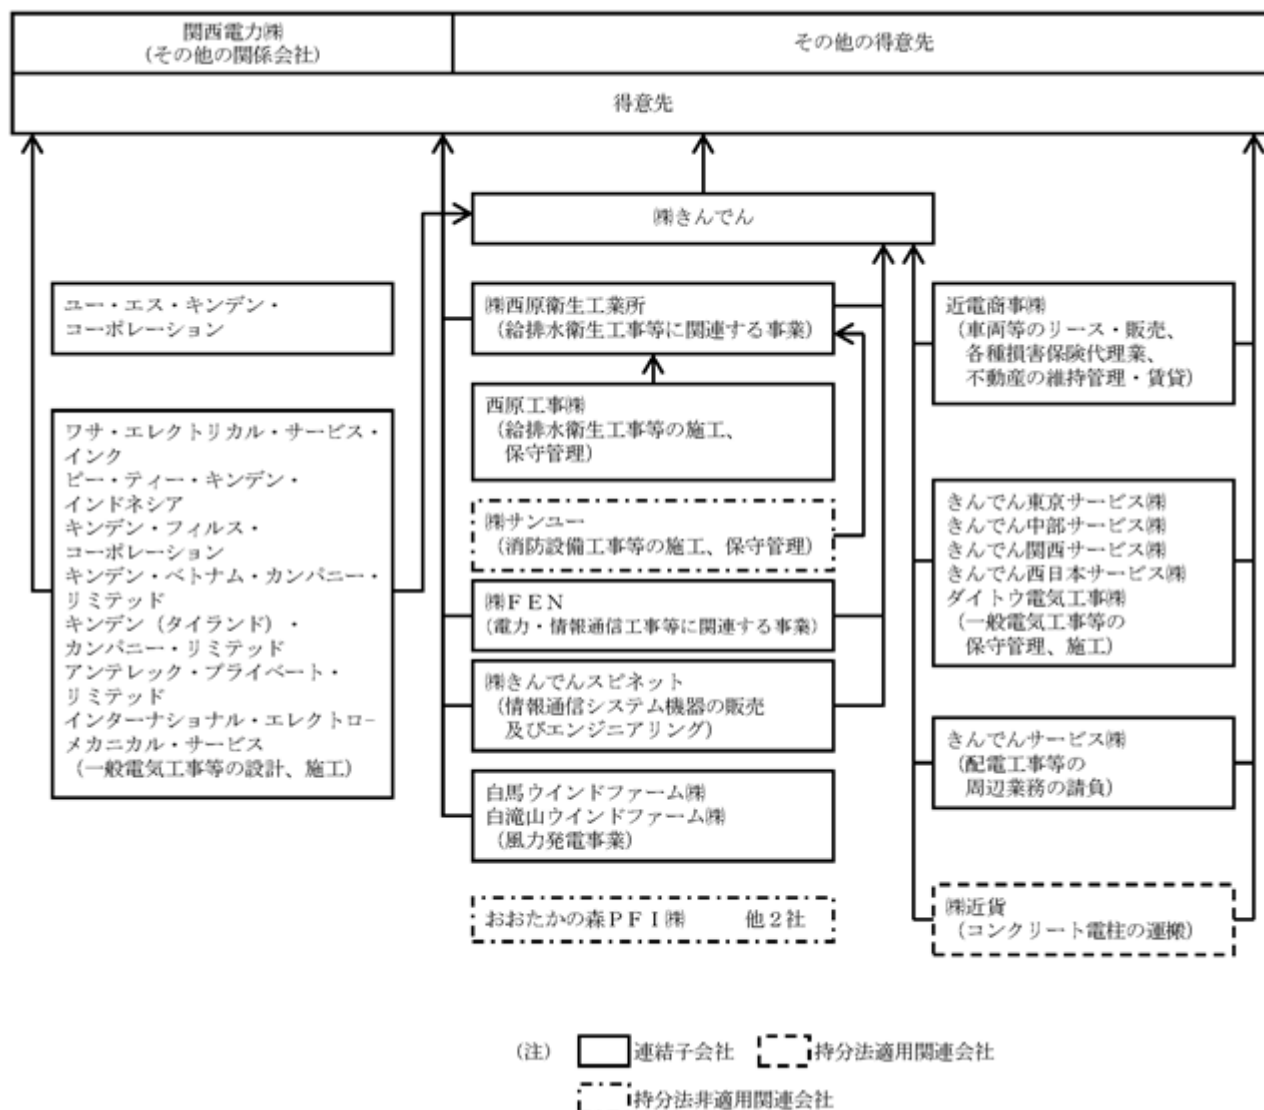 関西電力㈱
(その他の関係会社)
その他の得意先
得意先
㈱きんでん
ユー・エス・キンデン・
コーポレーション
ワサ・エレクトリカル・サービス・
インク
ピー・ティー・キンデン・
インドネシア
キンデン・フィルス・
コーポレーション
キンデン・ベトナム・カンパニー・
リミテッド
キンデン（タイランド）・
カンパニー・リミテッド
アンテレック・プライベート・
リミテッド
インターナショナル・エレクトロ－
メカニカル・サービス
（一般電気工事等の設計、施工）
㈱西原衛生工業所
（給排水衛生工事等に関連する事業）
西原工事㈱
（給排水衛生工事等の施工、
保守管理）
㈱サンユー
（消防設備工事等の施工、保守管理）
㈱ＦＥＮ
（電力・情報通信工事等に関連する事業）
㈱きんでんスピネット
（情報通信システム機器の販売
及びエンジニアリング）
白馬ウインドファーム㈱
白滝山ウインドファーム㈱
（風力発電事業）
おおたかの森ＰＦＩ㈱　　　他２社
近電商事㈱
（車両等のリース・販売、
各種損害保険代理業、
不動産の維持管理・賃貸）
きんでん東京サービス㈱
きんでん中部サービス㈱
きんでん関西サービス㈱
きんでん西日本サービス㈱
ダイトウ電気工事㈱
（一般電気工事等の
保守管理、施工）
きんでんサービス㈱
（配電工事等の
周辺業務の請負）
㈱近貨
（コンクリート電柱の運搬）
（注）　連結子会社　持分法適用関連会社
持分法非適用関連会社